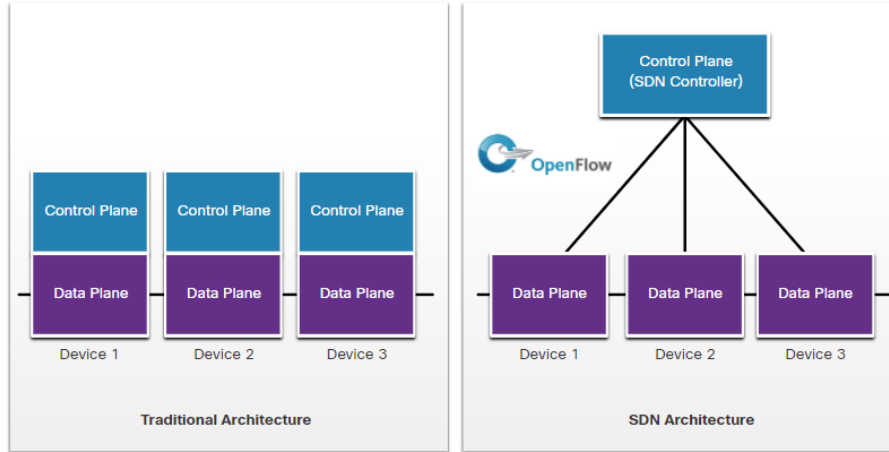 Control Plane
Control Plane
Control Plane
Data Plane
Data Plane
Data Plane
Device 1
Device 2
Device 3
Traditional Architecture
Control Plane
(SDN Controller)
OpenFlow
Data Plane
Data Plane
Data Plane
Device 1
Device 2
Device 3
SDN Architecture